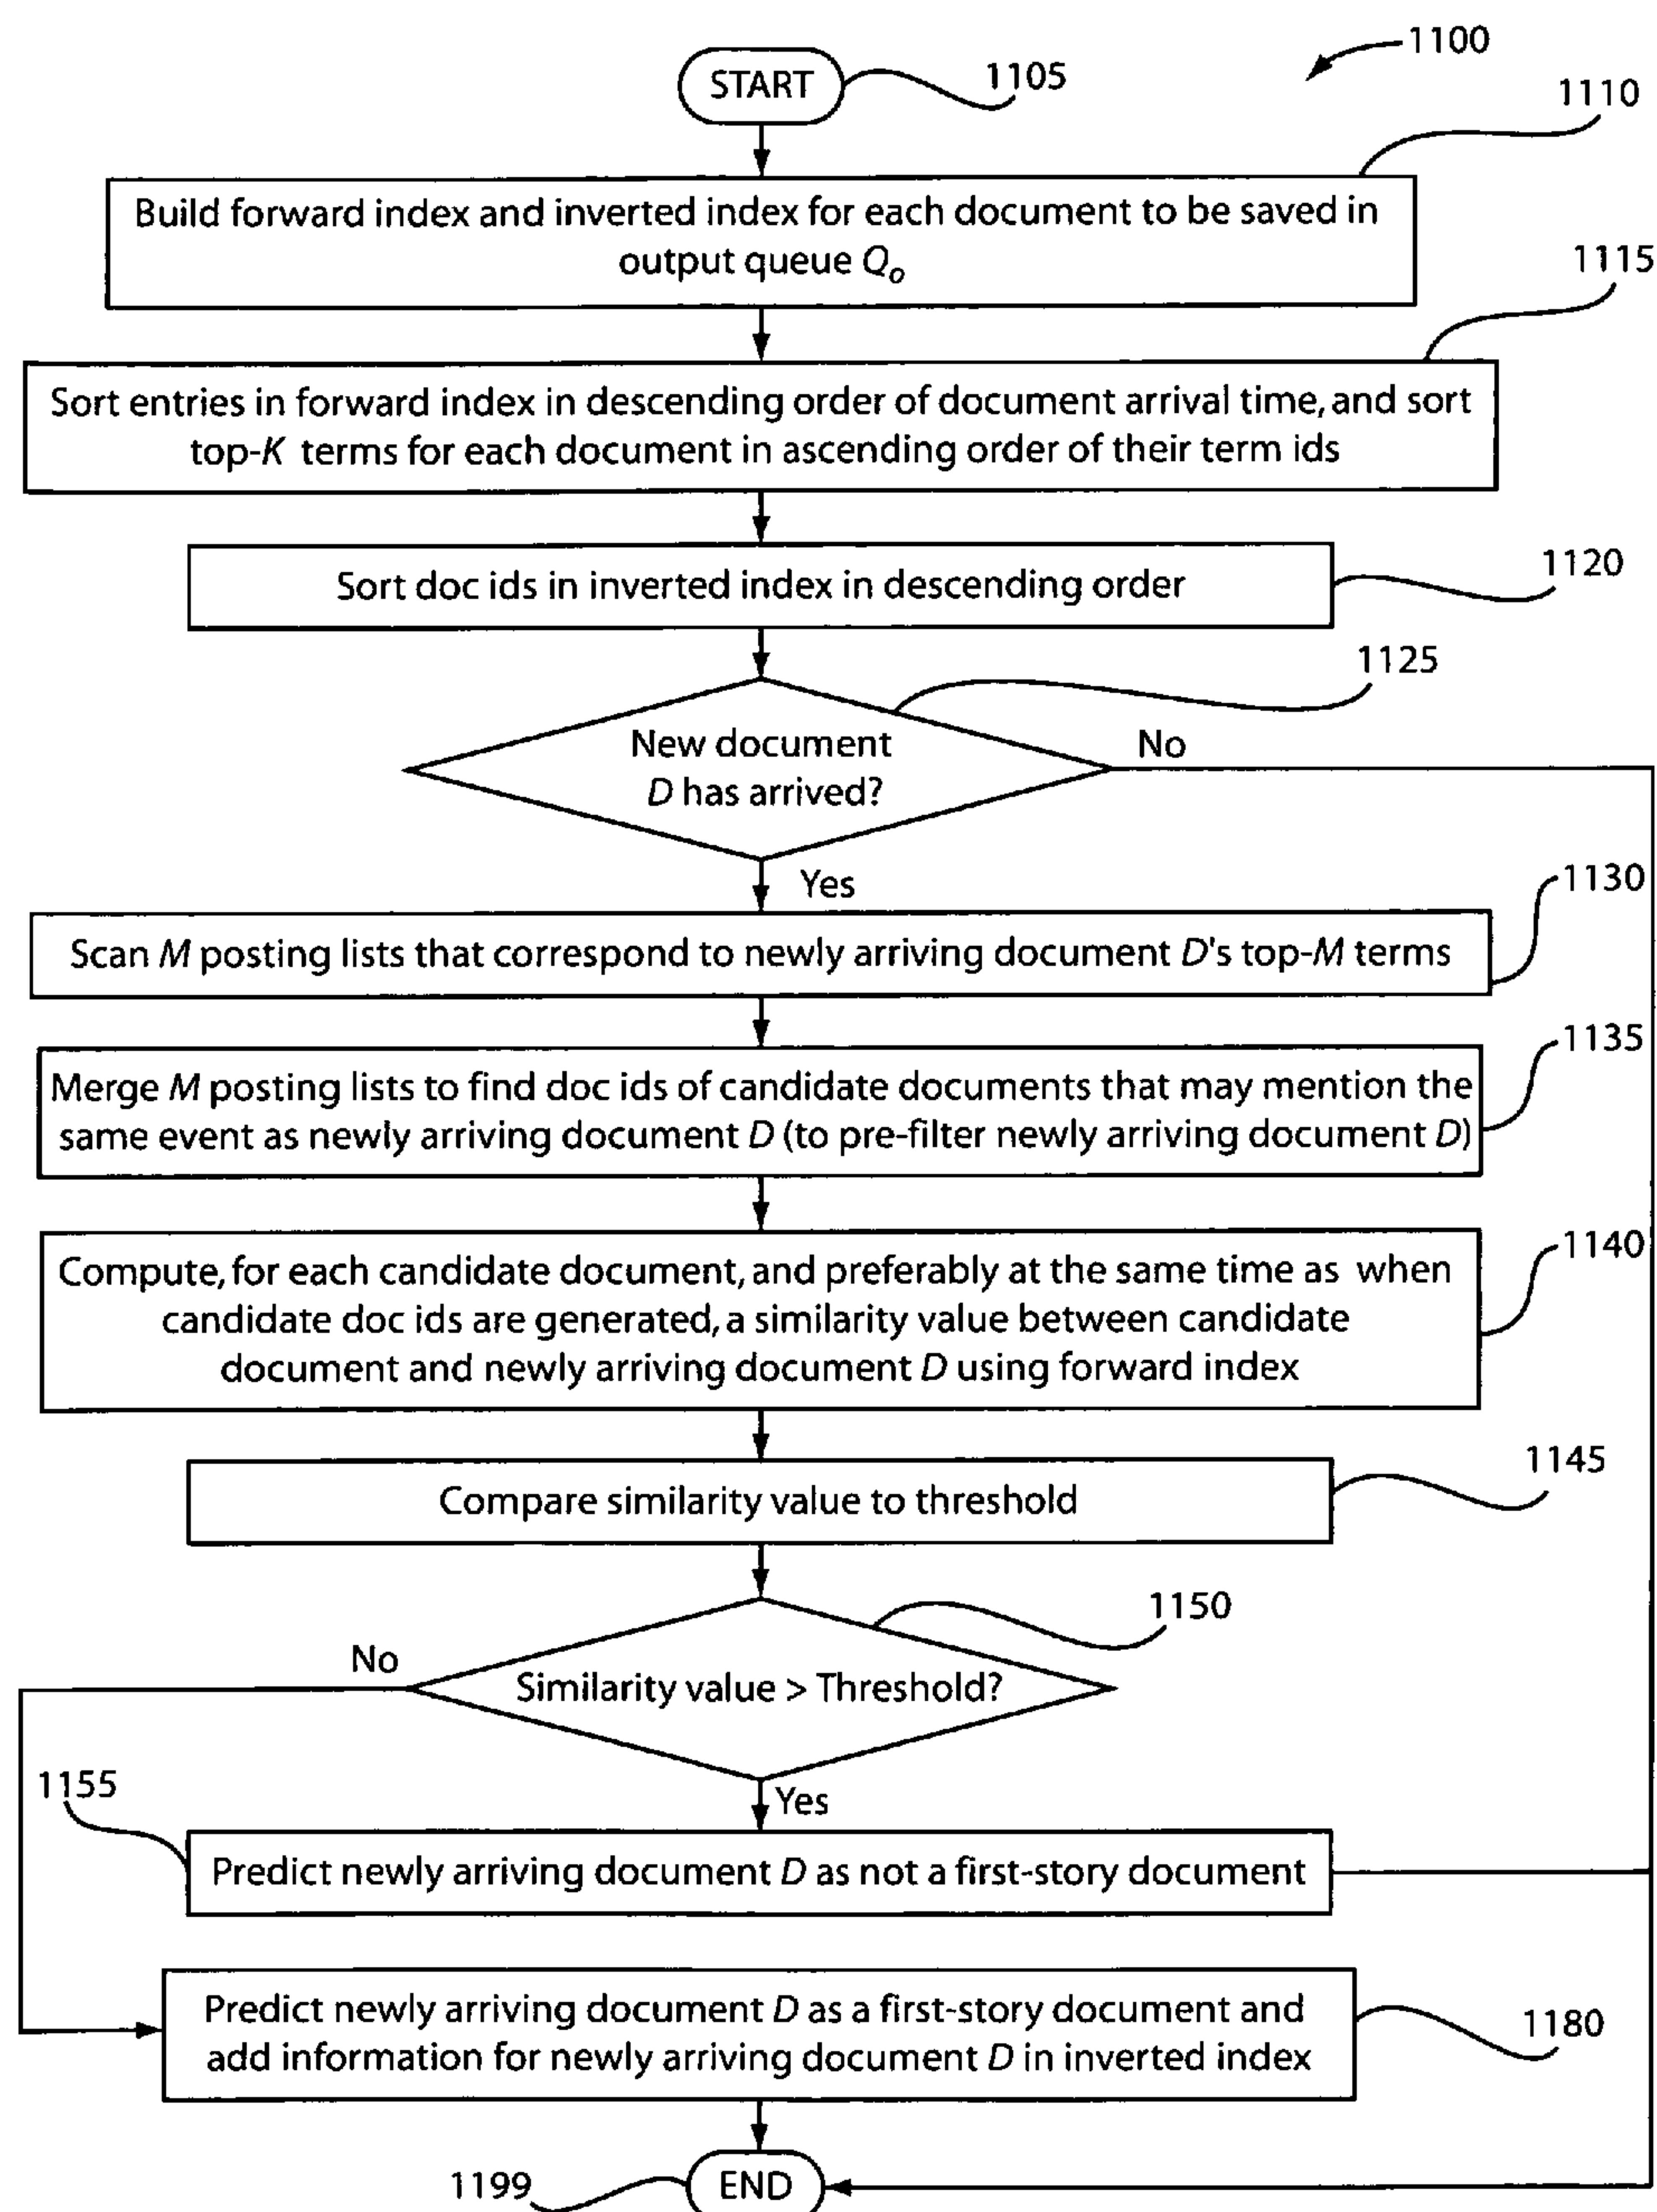 1100
START
1105
1110
Build forward index and inverted index for each document to be saved in
output queue Qo
1115
Sort entries in forward index in descending order of document arrival time, and sort
top-K terms for each document in ascending order of their term ids
Sort doc ids in inverted index in descending order
1120
1125
New document
D has arrived?
No
Yes
1130
Scan M posting lists that correspond to newly arriving document D's top-M terms
1135
Merge M posting lists to find doc ids of candidate documents that may mention the
same event as newly arriving document D (to pre-filter newly arriving document D)
1140
Compute, for each candidate document, and preferably at the same time as when
candidate doc ids are generated, a similarity value between candidate
document and newly arriving document D using forward index
1145
Compare similarity value to threshold
1150
No
Similarity value > Threshold?
1155
Yes
Predict newly arriving document D as not a first-story document
Predict newly arriving document D as a first-story document and
add information for newly arriving document D in inverted index
1180
1199
END